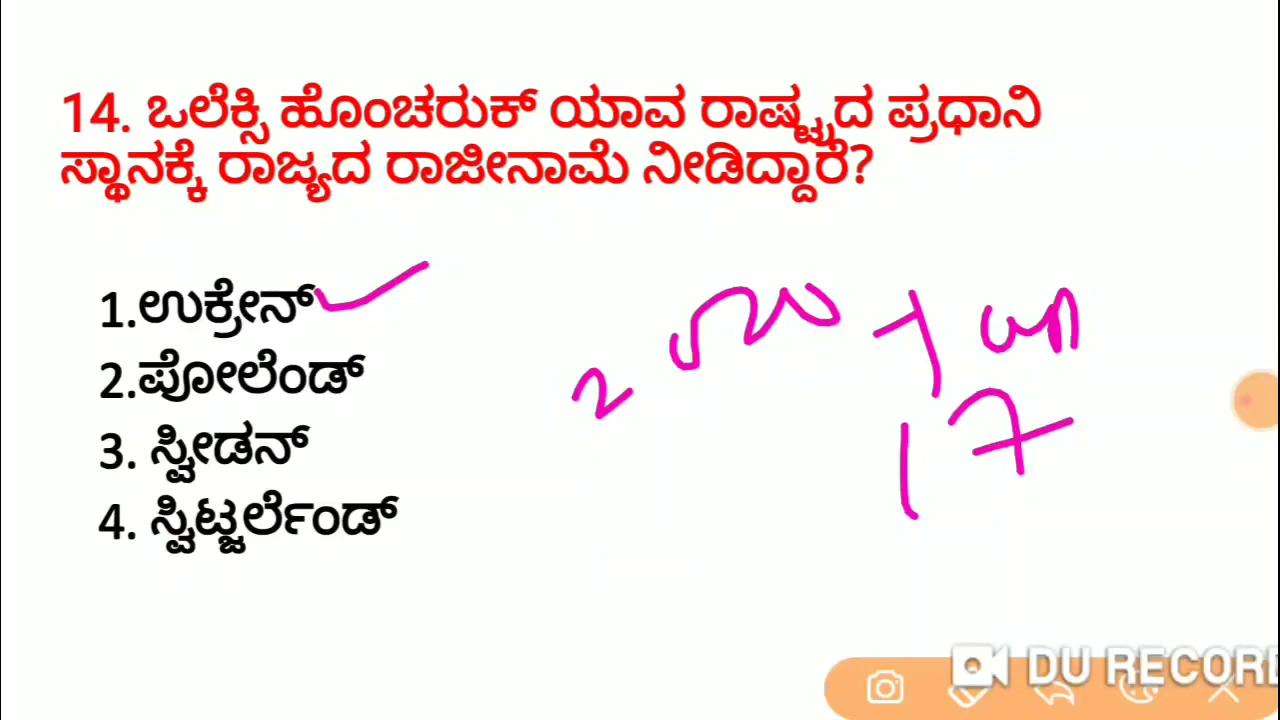 14. ಒಲೆಕ್ಸಿ ಹೊಂಚರುಕ್ ಯಾವ ರಾಷ್ಟ್ರದ ಪ್ರಧಾನಿ
ಸ್ಥಾನಕ್ಕೆ ರಾಜ್ಯದ ರಾಜೀನಾಮೆ ನೀಡಿದ್ದಾರೆ?
1.ಉಕ್ರೇನ್
2.ಪೋಲೆಂಡ್
3. ಸ್ವೀಡನ್
4. ಸ್ವಿಟ್ಜರ್ಲೆಂಡ್
17
DU RECORD